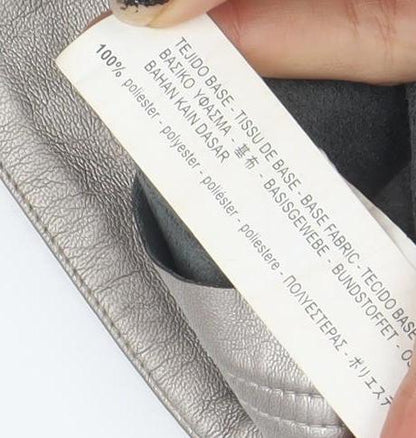 TEJIDO BASE - TISSU DE BASE - BASE FABRIC - TECIDO BASE
ΒΑΣΙΚΟ ΥΦΑΣΜΑ - 基布 - BASISGEWEBE - BUNDSTOFFET
BAHAN KAIN DASAR
100% poliester - polyester - poliéster - poliestere - ΠΟΛΥΕΣΤΕΡΑΣ - ポリエステ